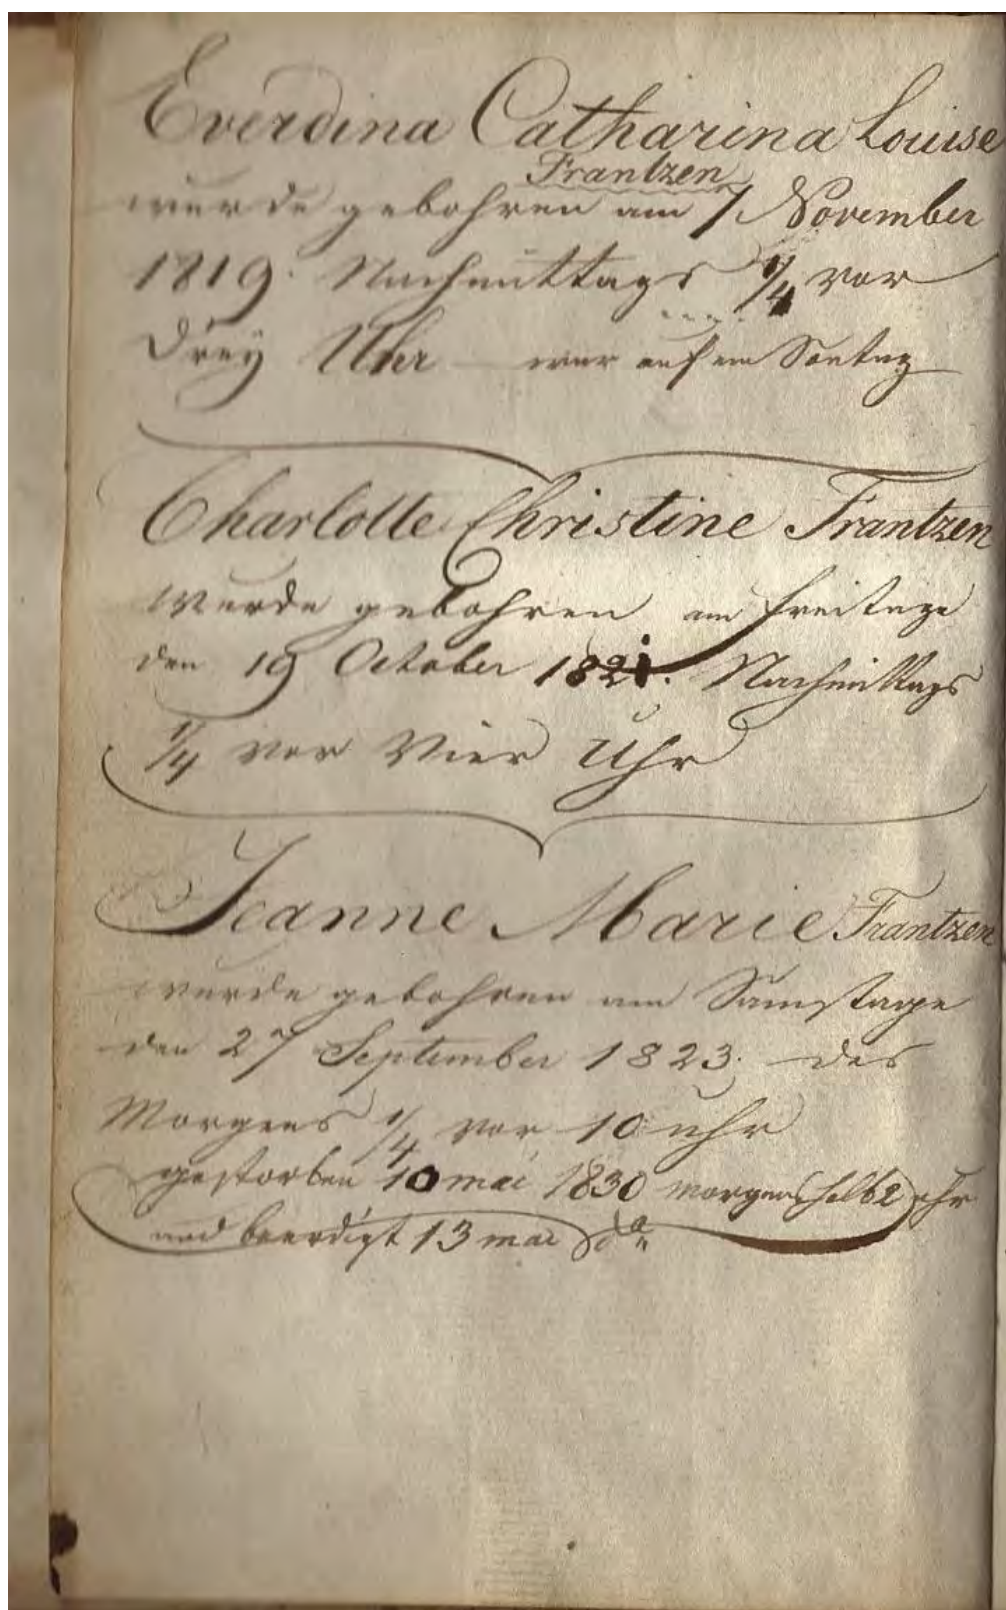 Everdina Catharina Louise
Frantzen
wurde gebohren am 7 November
1819. Nachmittags 1/4 vor
Drey Uhr - war auf ein Sontag
Charlotte Christine Frantzen
wurde gebohren am Freitage
den 19 October 1821. Nachmittags
1/4 vor Vier Uhr
Jeanne Marie Frantzen
wurde gebohren am Samstage
den 27 September 1823. des
Morgens 1/4 vor 10 uhr
gestorben 10 mai 1830 morgens halb 2 uhr
und beerdigt 13 mai